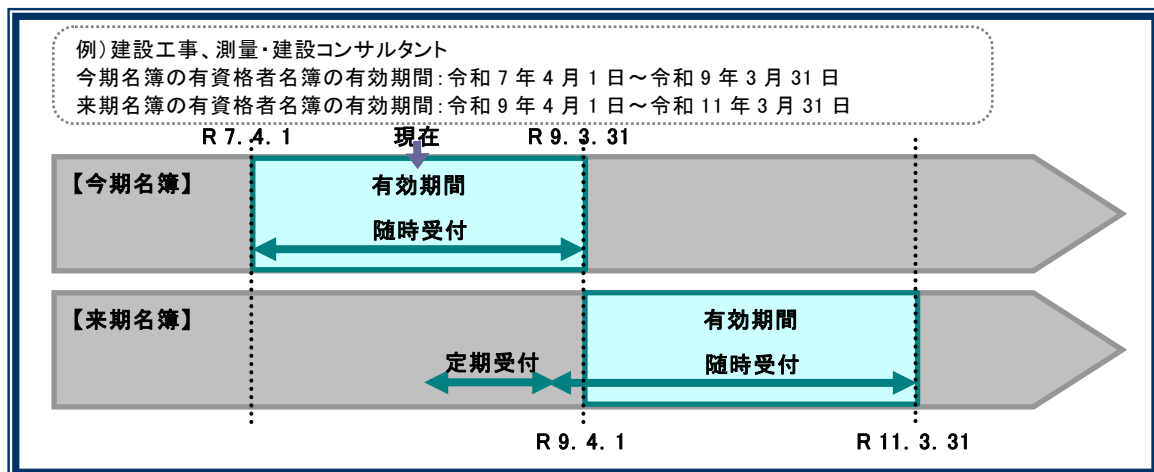 例）建設工事、測量・建設コンサルタント
今期名簿の有資格者名簿の有効期間：令和７年４月１日～令和９年３月３１日
来期名簿の有資格者名簿の有効期間：令和９年４月１日～令和１１年３月３１日
R 7. 4. 1 現在 R 9. 3. 31
【今期名簿】 有効期間
随時受付
【来期名簿】 有効期間
定期受付 随時受付
R 9. 4. 1 R 11. 3. 31